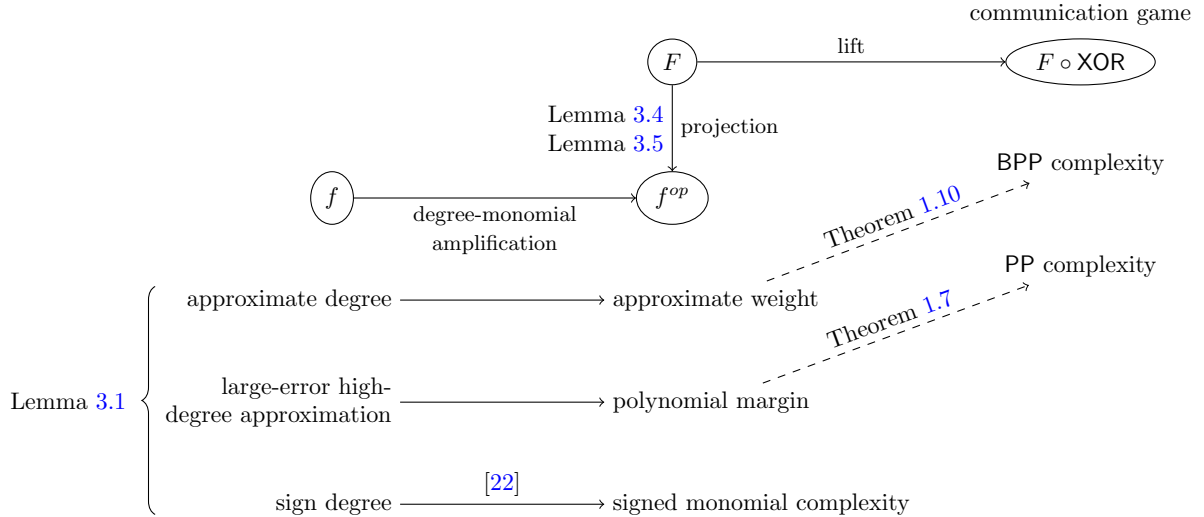 communication game
F
lift
F ∘ XOR
Lemma 3.4
Lemma 3.5
projection
f
degree-monomial
amplification
f^{op}
BPP complexity
Theorem 1.10
PP complexity
Theorem 1.7
Lemma 3.1
approximate degree
approximate weight
large-error high-
degree approximation
polynomial margin
sign degree
[22]
signed monomial complexity